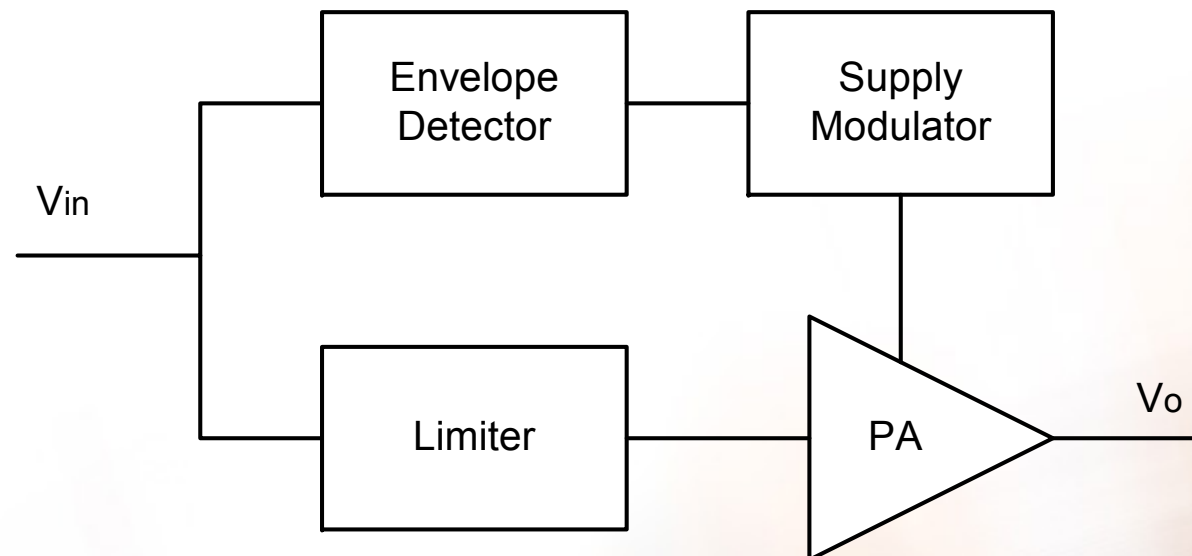 Envelope
Detector
Supply
Modulator
Vin
Limiter
PA
Vo